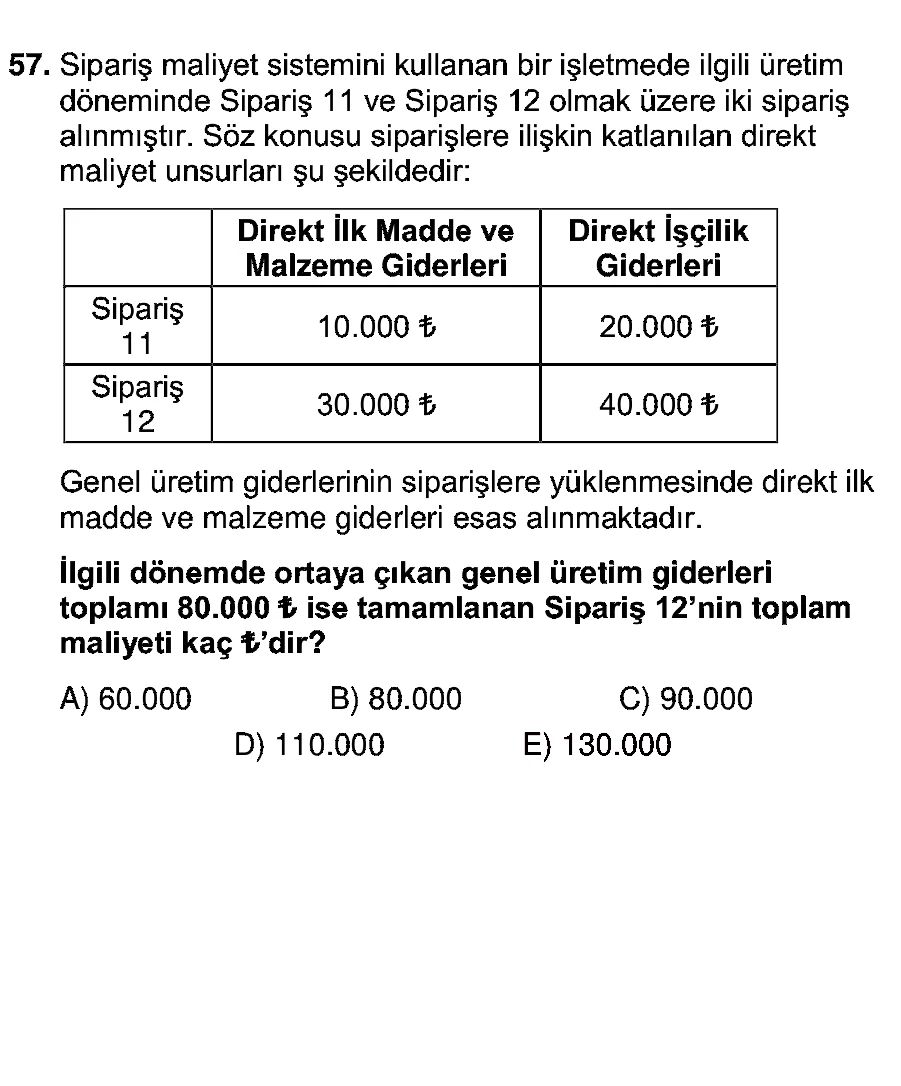 57. Sipariş maliyet sistemini kullanan bir işletmede ilgili üretim
döneminde Sipariş 11 ve Sipariş 12 olmak üzere iki sipariş
alınmıştır. Söz konusu siparişlere ilişkin katlanılan direkt
maliyet unsurları şu şekildedir:
Direkt İlk Madde ve Direkt İşçilik
Malzeme Giderleri Giderleri
Sipariş
11 10.000 ₺ 20.000 ₺
Sipariş
12 30.000 ₺ 40.000 ₺
Genel üretim giderlerinin siparişlere yüklenmesinde direkt ilk
madde ve malzeme giderleri esas alınmaktadır.
İlgili dönemde ortaya çıkan genel üretim giderleri
toplamı 80.000 ₺ ise tamamlanan Sipariş 12’nin toplam
maliyeti kaç ₺’dir?
A) 60.000 B) 80.000 C) 90.000
D) 110.000 E) 130.000